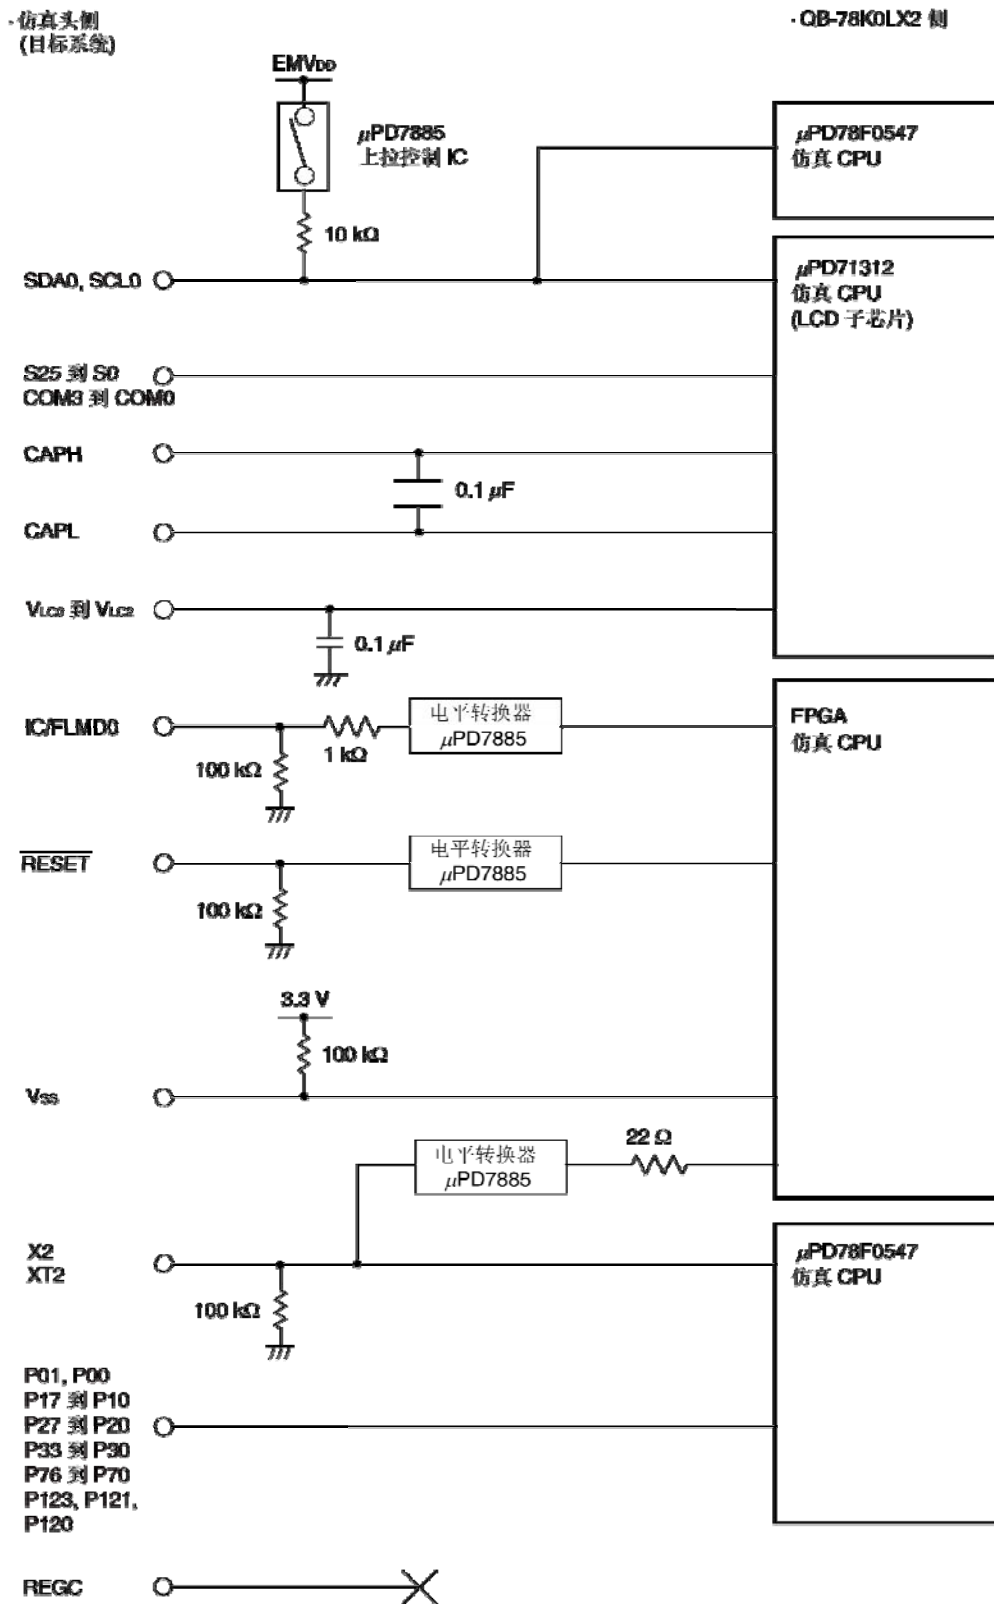 ·仿真头侧
(目标系统)
·QB-78K0LX2 侧
EMVDD
μPD7885
上拉控制 IC
10 kΩ
μPD78F0547
仿真 CPU
SDA0, SCL0
μPD71312
仿真 CPU
(LCD 子芯片)
S25 到 S0
COM3 到 COM0
CAPH
0.1 μF
CAPL
VLC0 到 VLC2
0.1 μF
IC/FLMD0
100 kΩ
1 kΩ
电平转换器
μPD7885
FPGA
仿真 CPU
RESET
100 kΩ
电平转换器
μPD7885
3.3 V
100 kΩ
VSS
电平转换器
μPD7885
22 Ω
X2
XT2
100 kΩ
μPD78F0547
仿真 CPU
P01, P00
P17 到 P10
P27 到 P20
P33 到 P30
P76 到 P70
P123, P121,
P120
REGC